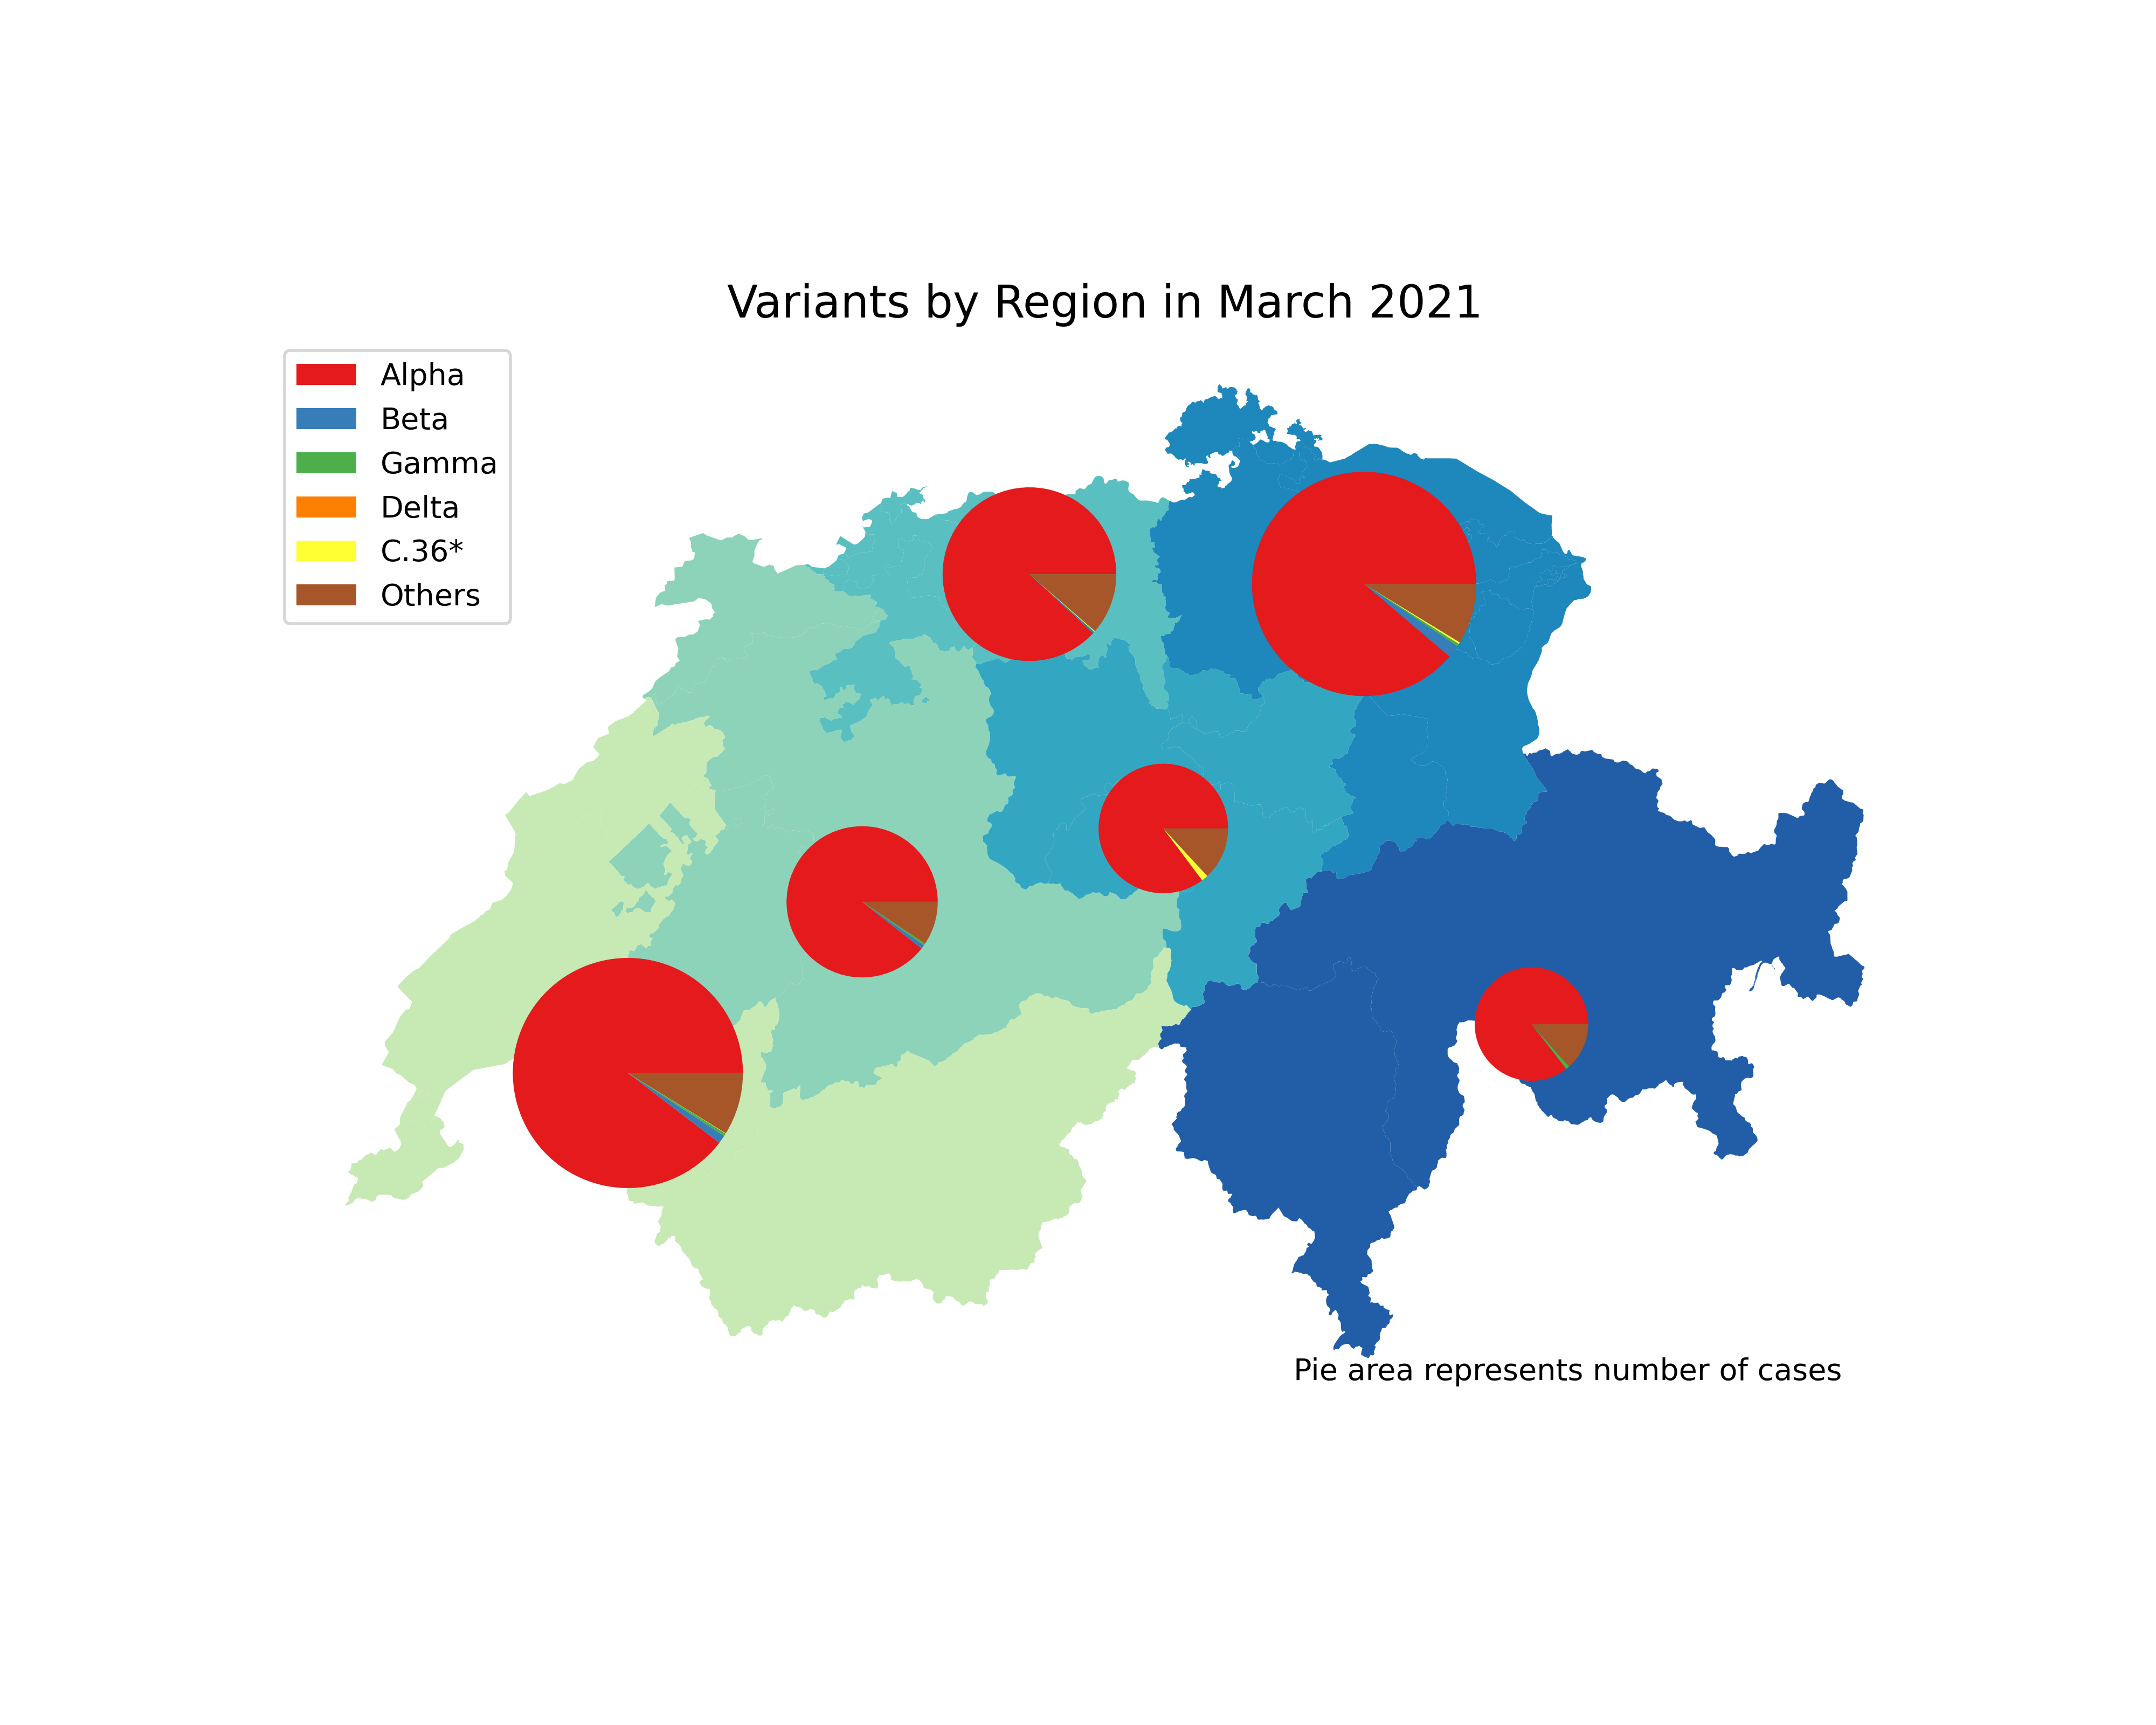 Variants by Region in March 2021
Alpha
Beta
Gamma
Delta
C.36*
Others
Pie area represents number of cases